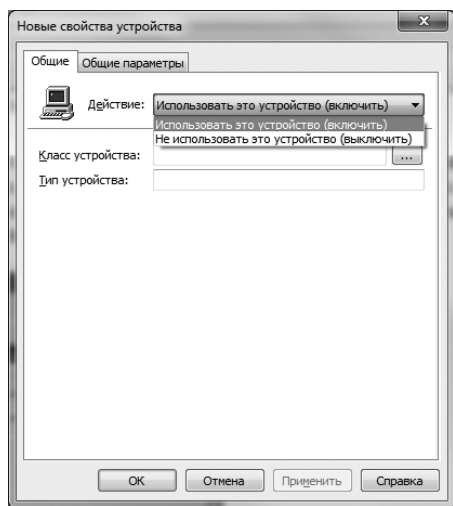 Новые свойства устройства
Общие Общие параметры
Действие: Использовать это устройство (включить)
Использовать это устройство (включить)
Не использовать это устройство (выключить)
Класс устройства: ...
Тип устройства:
ОК Отмена Применить Справка